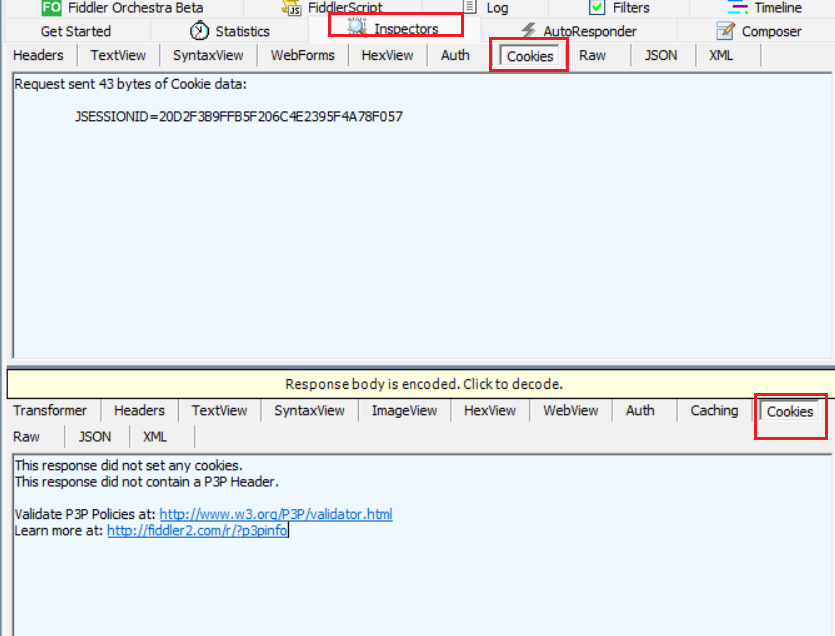 Fiddler Orchestra Beta FiddlerScript Log Filters Timeline
Get Started Statistics Inspectors AutoResponder Composer
Headers TextView SyntaxView WebForms HexView Auth Cookies Raw JSON XML
Request sent 43 bytes of Cookie data:
JSESSIONID=20D2F3B9FFB5F206C4E2395F4A78F057
Response body is encoded. Click to decode.
Transformer Headers TextView SyntaxView ImageView HexView WebView Auth Caching Cookies
Raw JSON XML
This response did not set any cookies.
This response did not contain a P3P Header.
Validate P3P Policies at: http://www.w3.org/P3P/validator.html
Learn more at: http://fiddler2.com/r/?p3pinfo